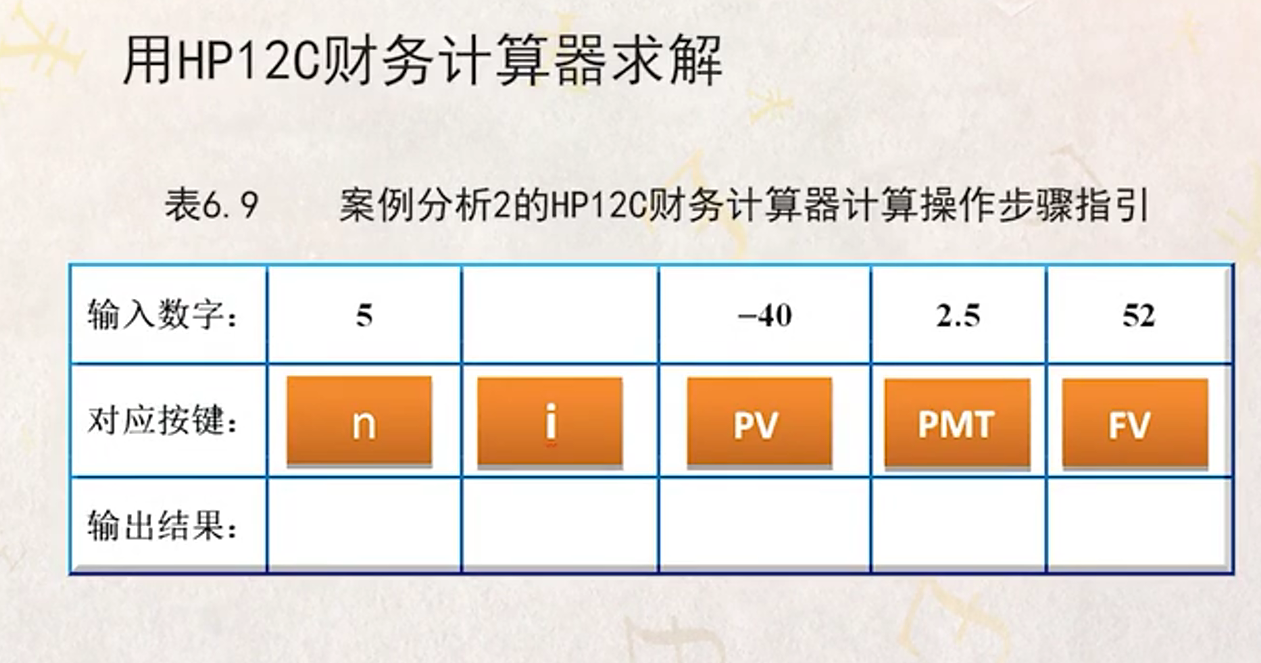 用HP12C财务计算器求解
表6.9 案例分析2的HP12C财务计算器计算操作步骤指引
输入数字: 5 −40 2.5 52
对应按键: n i PV PMT FV
输出结果: